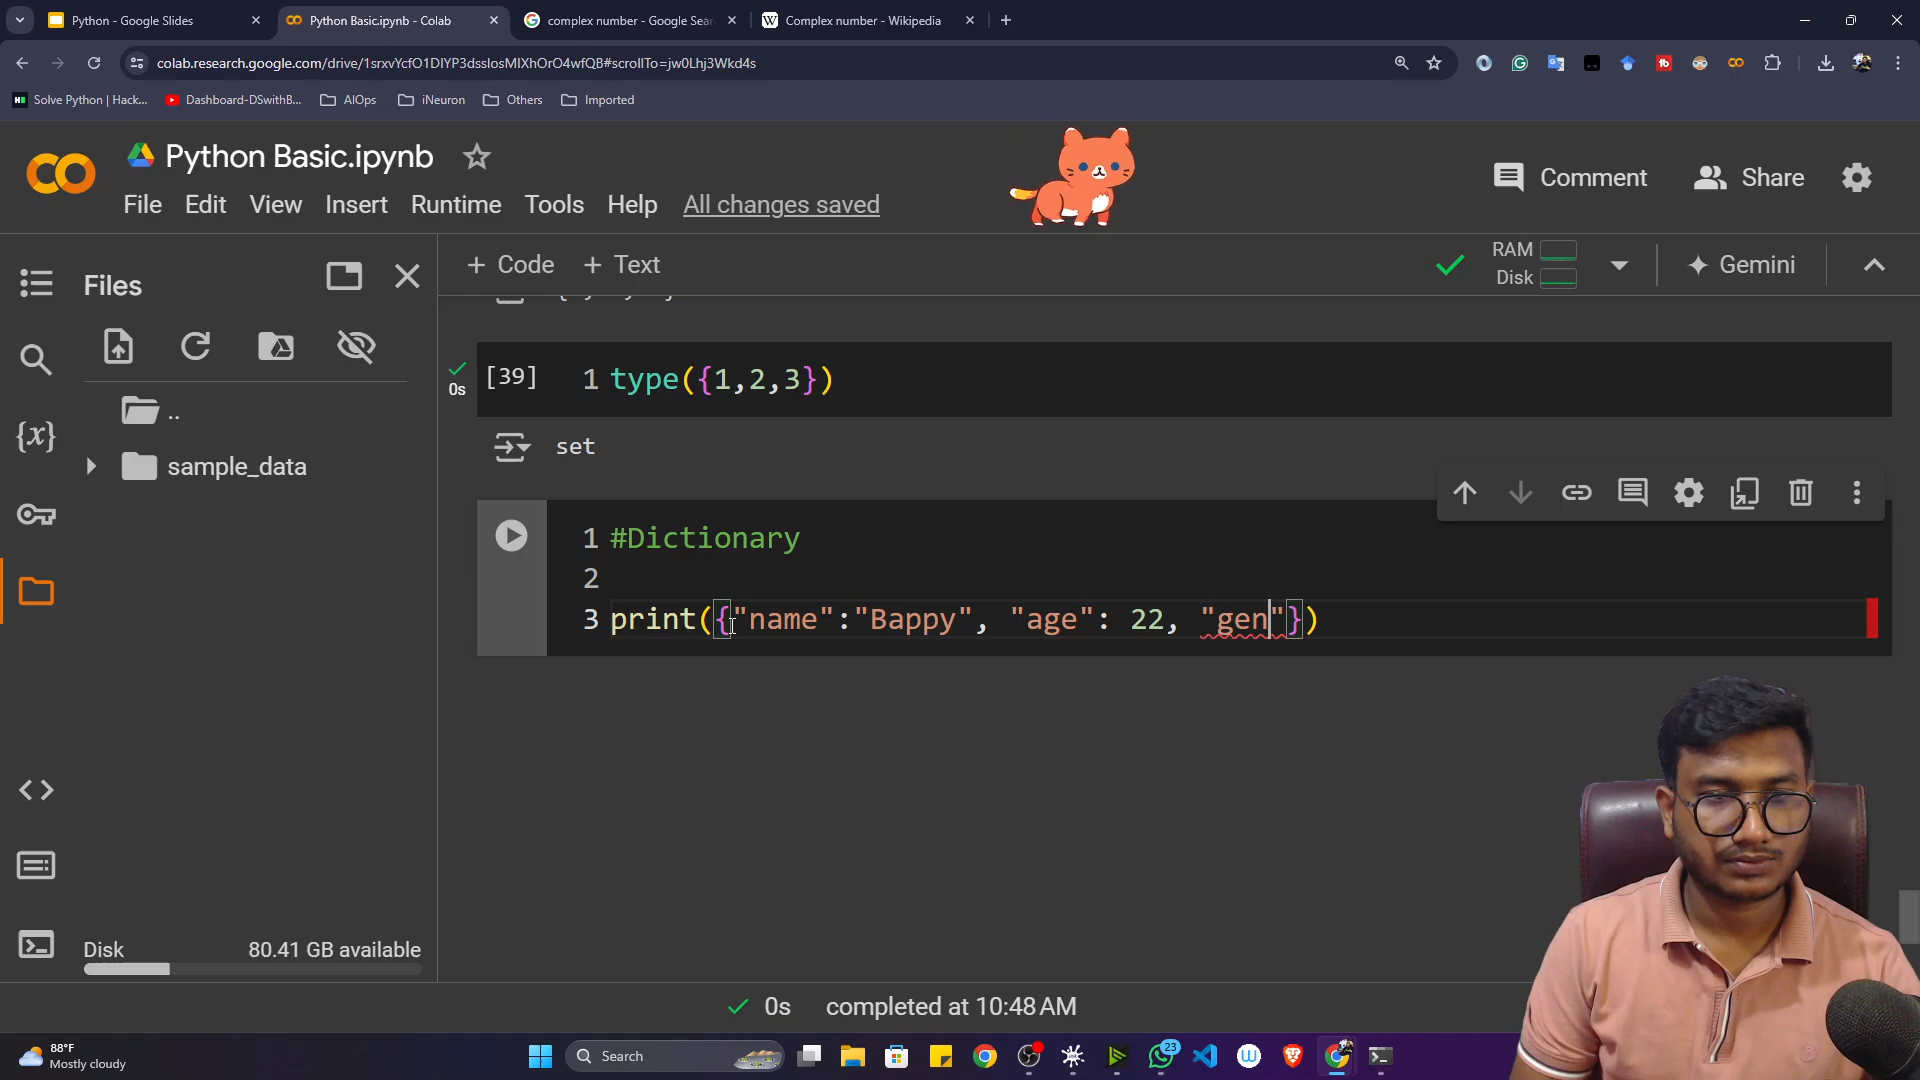 Python - Google Slides
Python Basic.ipynb - Colab
complex number - Google Sear
Complex number - Wikipedia
colab.research.google.com/drive/1srxvYcfO1DIYP3dssIosMIXhOrO4wfQB#scrollTo=jw0Lhj3Wkd4s
Solve Python | Hack...
Dashboard-DSwithB...
AIOps
iNeuron
Others
Imported
Python Basic.ipynb
Comment
Share
File Edit View Insert Runtime Tools Help All changes saved
Files
+ Code + Text
RAM
Disk
Gemini
..
sample_data
0s
[39]
1 type({1,2,3})
set
1 #Dictionary
2
3 print({"name":"Bappy", "age": 22, "gen"})
Disk 80.41 GB available
0s completed at 10:48 AM
88°F
Mostly cloudy
Search
23